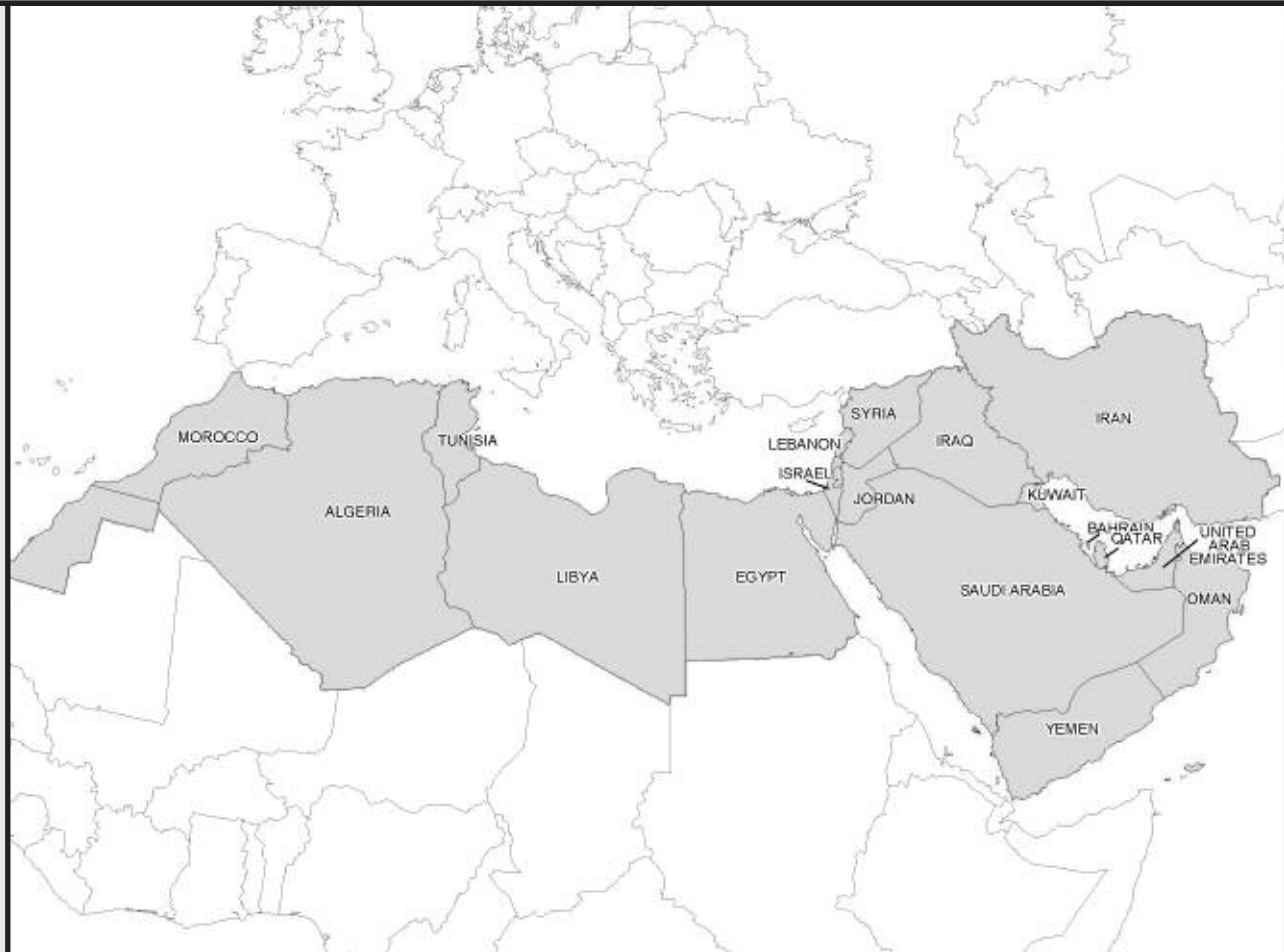 SYRIA
IRAN
MOROCCO
TUNISIA
LEBANON
IRAQ
ISRAEL
JORDAN
KUWAIT
ALGERIA
BAHRAIN
QATAR
UNITED
ARAB
EMIRATES
LIBYA
EGYPT
SAUDI ARABIA
OMAN
YEMEN